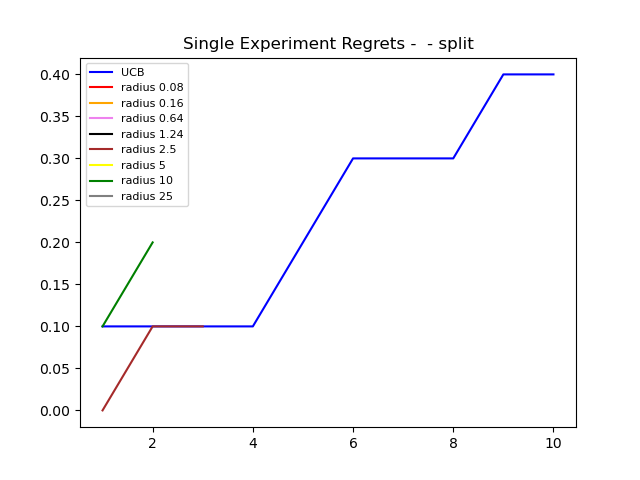 Single Experiment Regrets -  - split
UCB
radius 0.08
radius 0.16
radius 0.64
radius 1.24
radius 2.5
radius 5
radius 10
radius 25
0.40
0.35
0.30
0.25
0.20
0.15
0.10
0.05
0.00
2 4 6 8 10